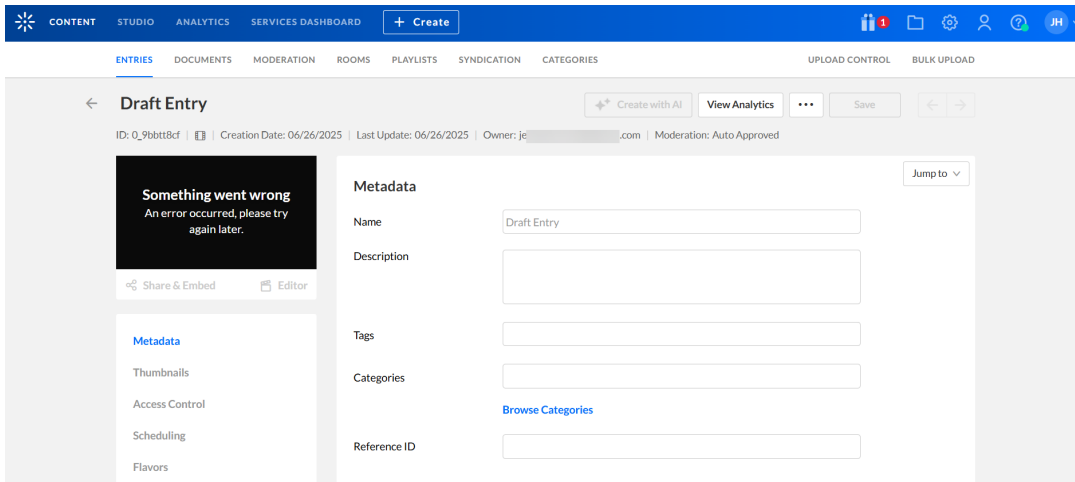 CONTENT STUDIO ANALYTICS SERVICES DASHBOARD + Create 1 JH
ENTRIES DOCUMENTS MODERATION ROOMS PLAYLISTS SYNDICATION CATEGORIES UPLOAD CONTROL BULK UPLOAD
Draft Entry Create with AI View Analytics ••• Save
ID: 0_9bbtt8cf | Creation Date: 06/26/2025 | Last Update: 06/26/2025 | Owner: je .com | Moderation: Auto Approved
Something went wrong
An error occurred, please try
again later.
Share & Embed Editor
Metadata
Thumbnails
Access Control
Scheduling
Flavors
Jump to
Metadata
Name Draft Entry
Description
Tags
Categories
Browse Categories
Reference ID